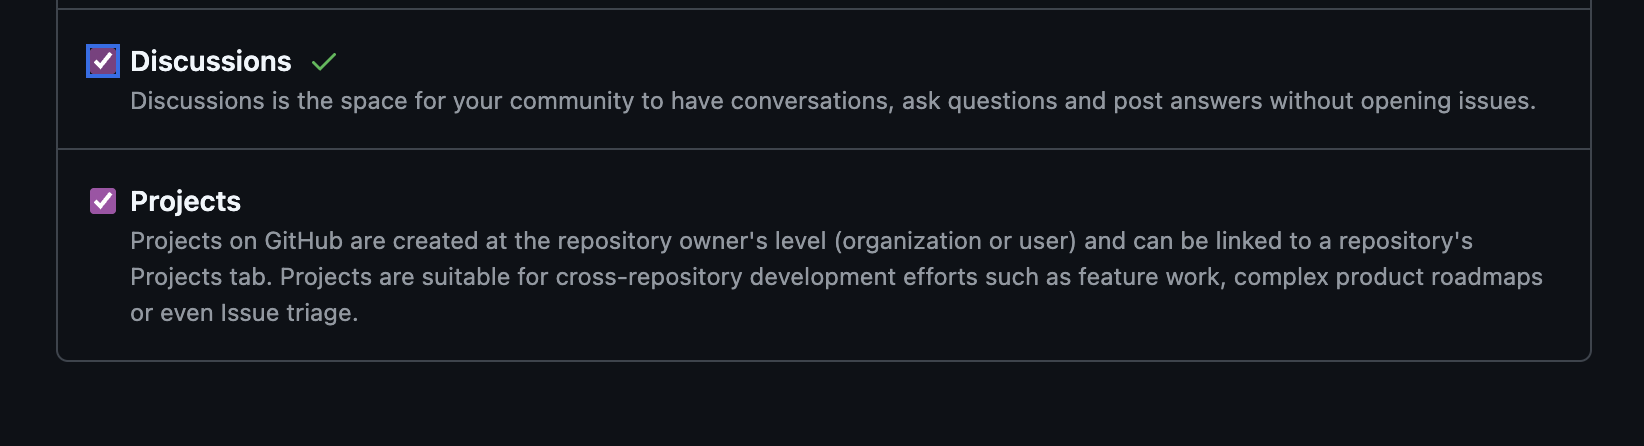 Discussions
Discussions is the space for your community to have conversations, ask questions and post answers without opening issues.
Projects
Projects on GitHub are created at the repository owner's level (organization or user) and can be linked to a repository's
Projects tab. Projects are suitable for cross-repository development efforts such as feature work, complex product roadmaps
or even Issue triage.